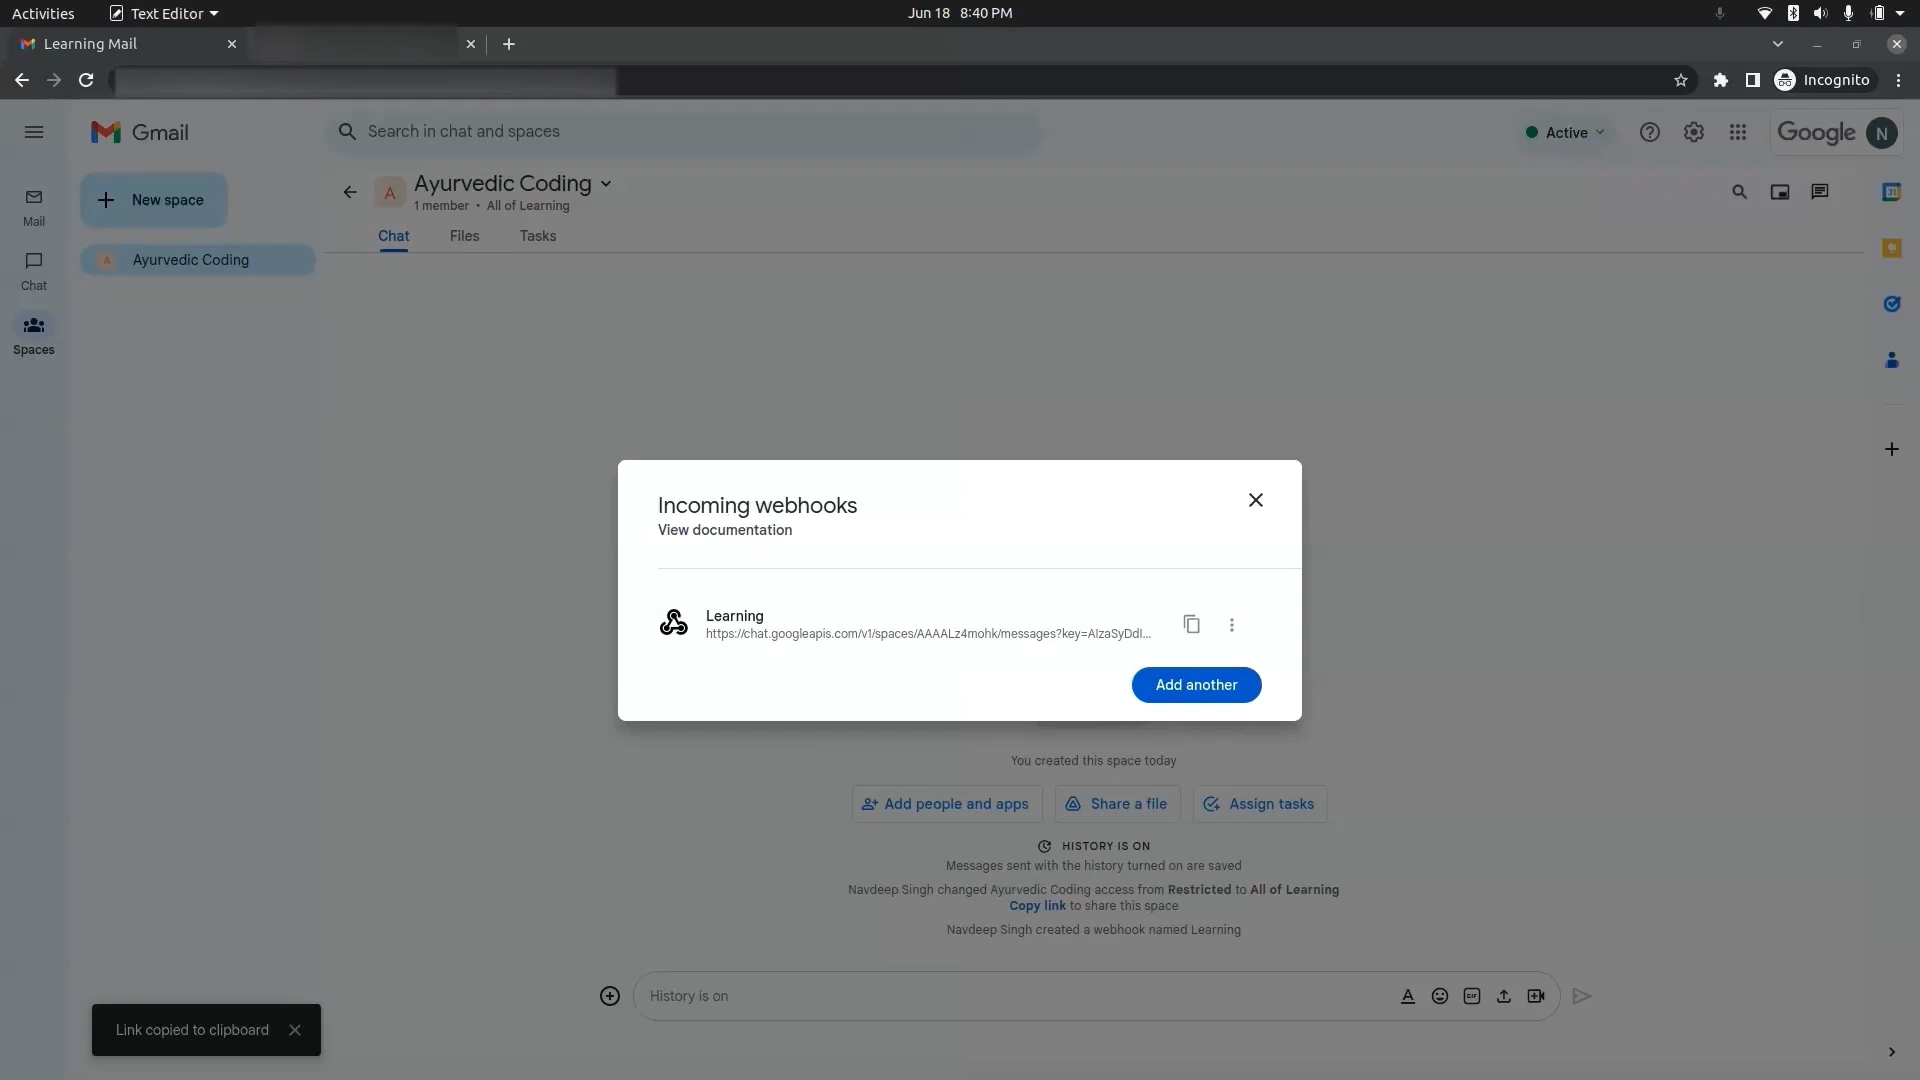 Activities
Text Editor
Jun 18 8:40 PM
Learning Mail
Incognito
Gmail
Search in chat and spaces
Active
Google
N
New space
A
Ayurvedic Coding
1 member • All of Learning
31
Mail
Chat
Files
Tasks
A
Ayurvedic Coding
Chat
Spaces
Incoming webhooks
View documentation
Learning
https://chat.googleapis.com/v1/spaces/AAAALz4mohk/messages?key=AIzaSyDdI...
Add another
You created this space today
Add people and apps
Share a file
Assign tasks
HISTORY IS ON
Messages sent with the history turned on are saved
Navdeep Singh changed Ayurvedic Coding access from Restricted to All of Learning
Copy link to share this space
Navdeep Singh created a webhook named Learning
History is on
A
GIF
Link copied to clipboard